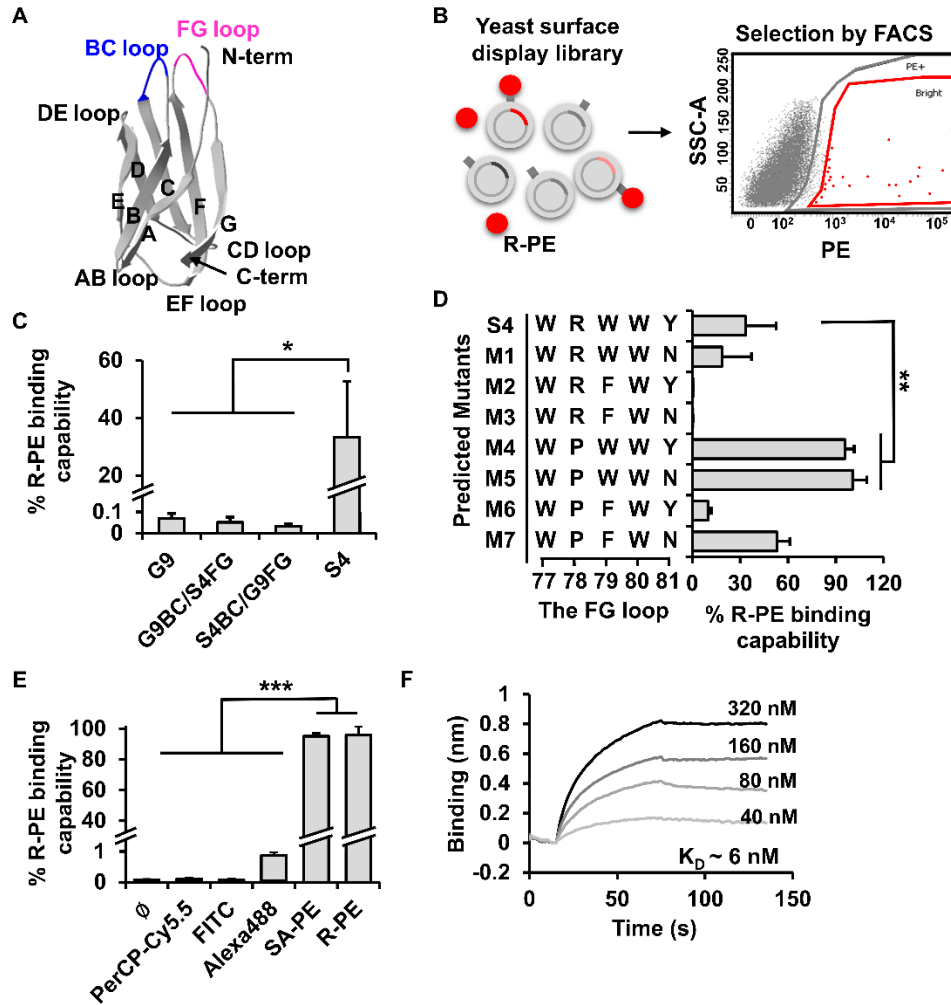 A
FG loop
BC loop
N-term
DE loop
D
C
E
B
F
A
G
CD loop
C-term
AB loop
EF loop
B
Yeast surface
display library
R-PE
Selection by FACS
PE+
Bright
SSC-A
250
200
150
100
50
0 10² 10³ 10⁴ 10⁵
PE
C
% R-PE binding
capability
60
40
20
0.1
0
*
G9
G9BC/S4FG
S4BC/G9FG
S4
D
Predicted Mutants
S4 W R W W Y
M1 W R W W N
M2 W R F W Y
M3 W R F W N
M4 W P W W Y
M5 W P W W N
M6 W P F W Y
M7 W P F W N
77 78 79 80 81
The FG loop
**
0 30 60 90 120
% R-PE binding
capability
E
% R-PE binding
capability
100
80
60
40
1
0
***
∅
PerCP-Cy5.5
FITC
Alexa488
SA-PE
R-PE
F
Binding (nm)
1
0.8
0.6
0.4
0.2
0
-0.2
320 nM
160 nM
80 nM
40 nM
K_D ~ 6 nM
0 50 100 150
Time (s)